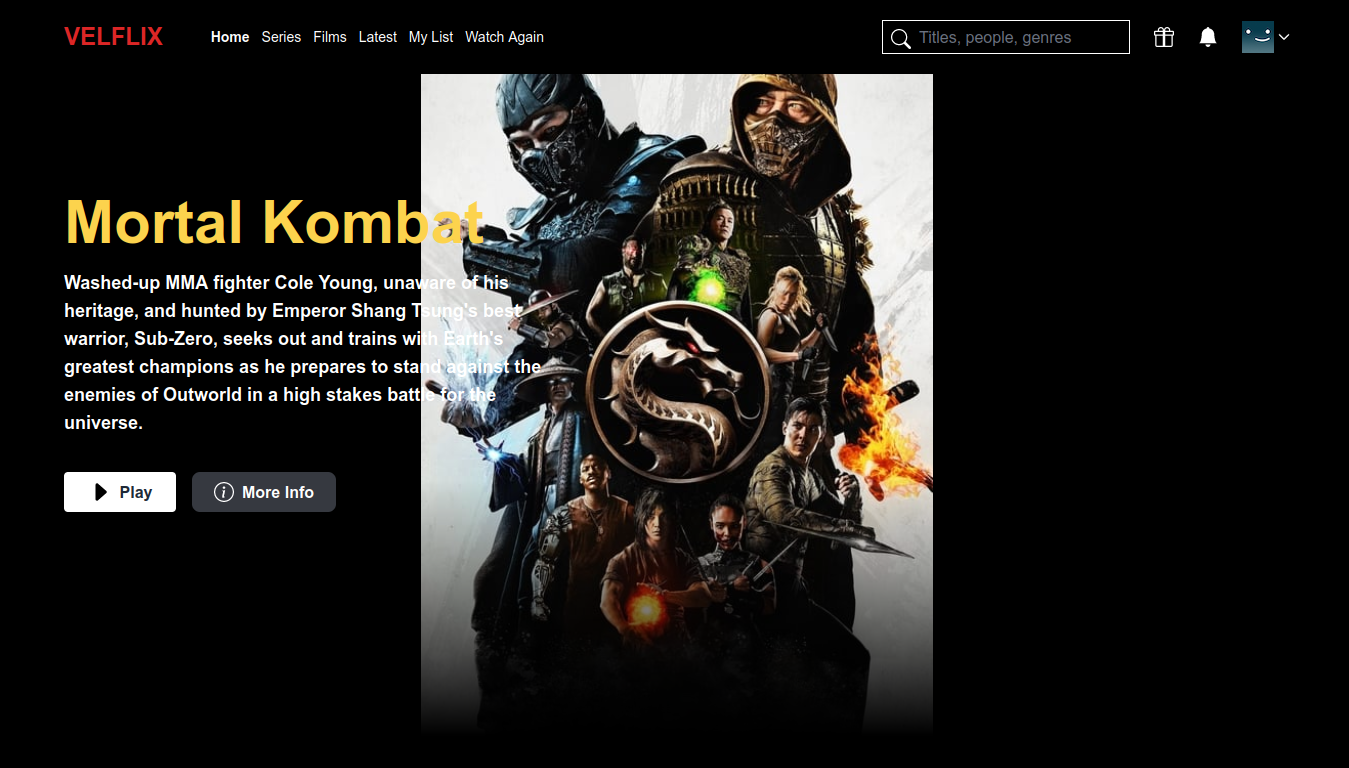 VELFLIX
Home Series Films Latest My List Watch Again
Titles, people, genres
Mortal Kombat
Washed-up MMA fighter Cole Young, unaware of his
heritage, and hunted by Emperor Shang Tsung's best
warrior, Sub-Zero, seeks out and trains with Earth's
greatest champions as he prepares to stand against the
enemies of Outworld in a high stakes battle for the
universe.
Play
More Info